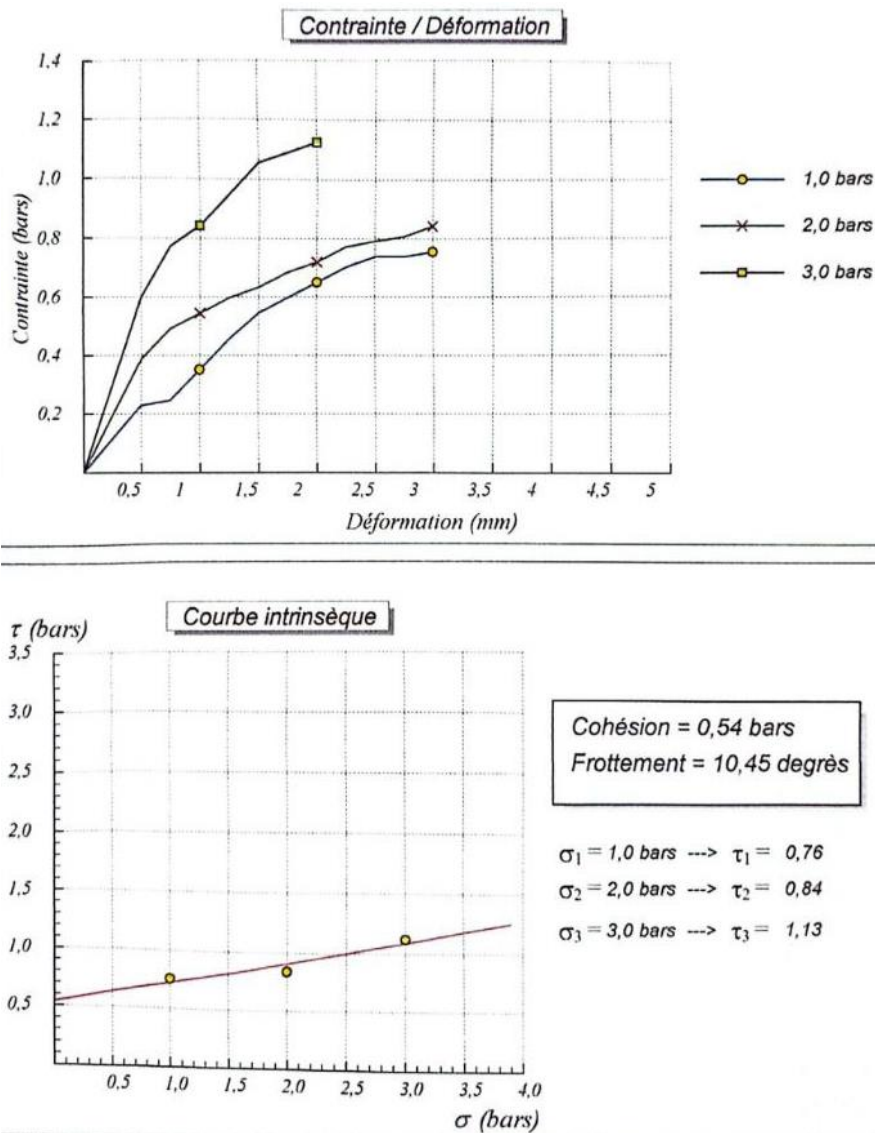 Contrainte / Déformation
1,4
1,2
1,0
0,8
0,6
0,4
0,2
Contrainte (bars)
0,5 1 1,5 2 2,5 3 3,5 4 4,5 5
Déformation (mm)
1,0 bars
2,0 bars
3,0 bars
τ (bars)
Courbe intrinsèque
3,5
3,0
2,5
2,0
1,5
1,0
0,5
0,5 1,0 1,5 2,0 2,5 3,0 3,5 4,0
σ (bars)
Cohésion = 0,54 bars
Frottement = 10,45 degrès
σ1 = 1,0 bars ---> τ1 = 0,76
σ2 = 2,0 bars ---> τ2 = 0,84
σ3 = 3,0 bars ---> τ3 = 1,13